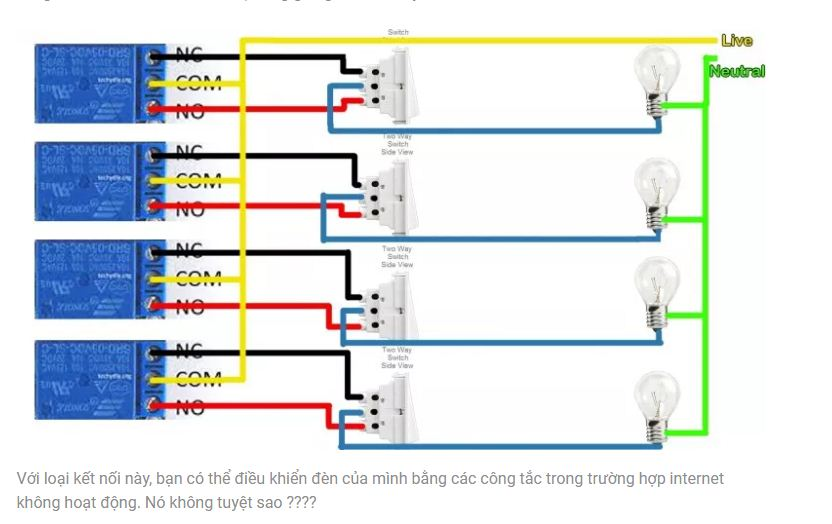 Switch
Live
Neutral
NC
COM
NO
Two Way
Switch
Side View
NC
COM
NO
Two Way
Switch
Side View
NC
COM
NO
Two Way
Switch
Side View
NC
COM
NO
Với loại kết nối này, bạn có thể điều khiển đèn của mình bằng các công tắc trong trường hợp internet
không hoạt động. Nó không tuyệt sao ????